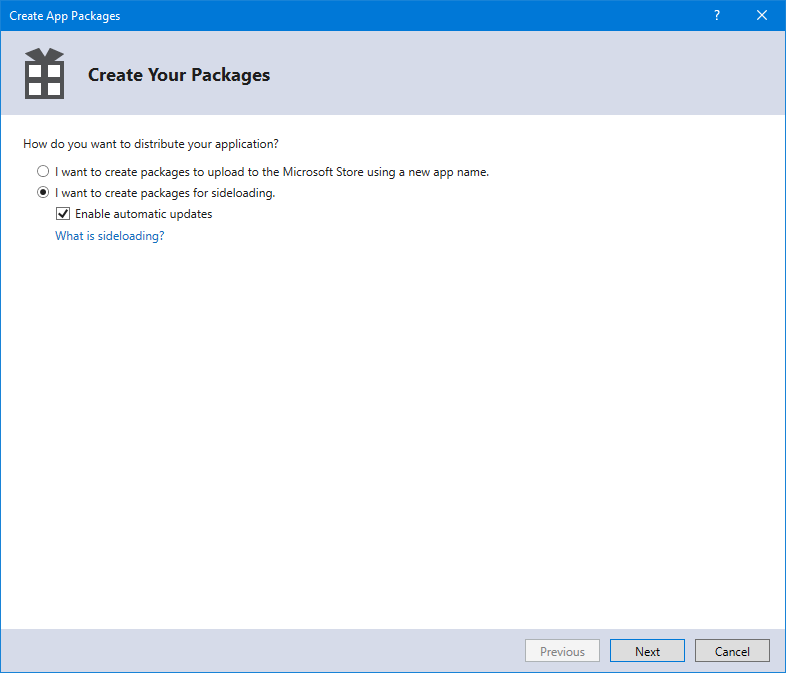 Create App Packages
?
Create Your Packages
How do you want to distribute your application?
I want to create packages to upload to the Microsoft Store using a new app name.
I want to create packages for sideloading.
Enable automatic updates
What is sideloading?
Previous Next Cancel